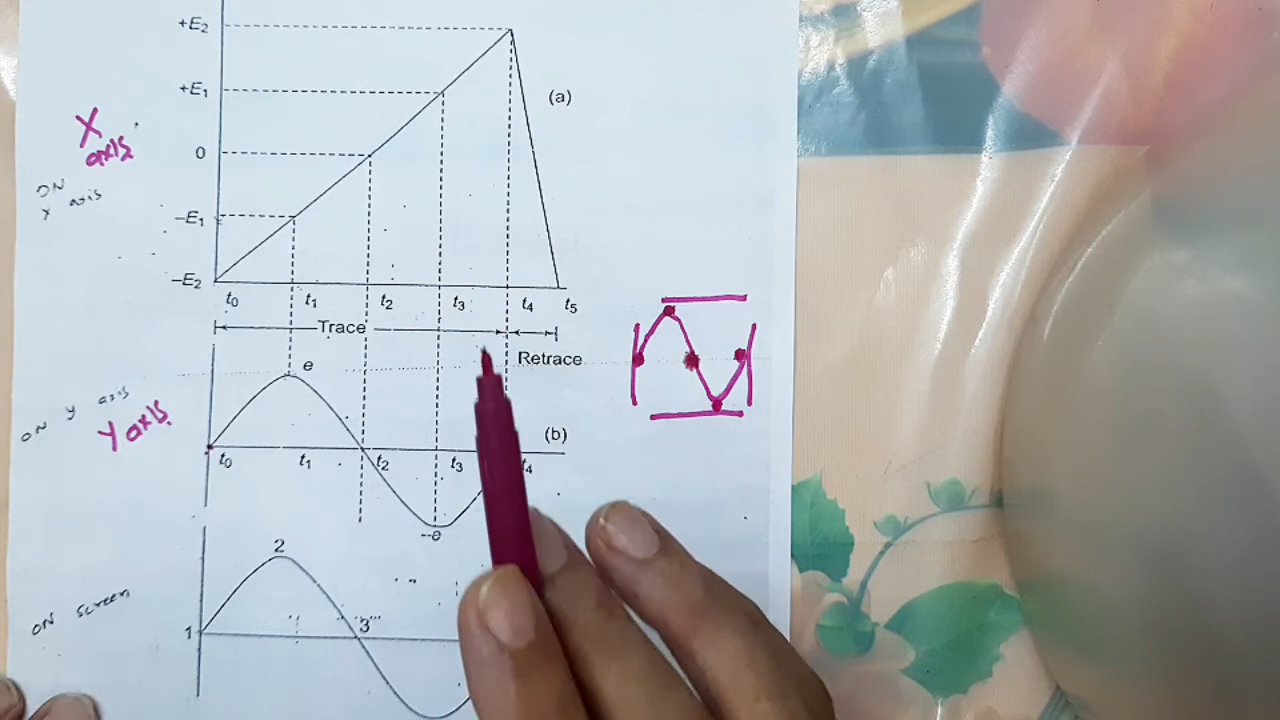 +E₂
+E₁
(a)
X
axis
0
ON
X axis
–E₁
–E₂
t₀ t₁ t₂ t₃ t₄ t₅
Trace
Retrace
e
ON Y axis
Y axis
(b)
t₀ t₁ t₂ t₃ t₄
–e
2
ON screen
1
3